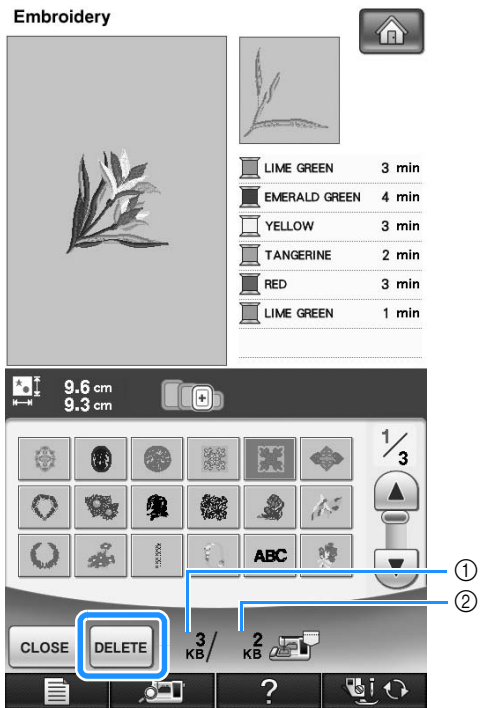 Embroidery
LIME GREEN 3 min
EMERALD GREEN 4 min
YELLOW 3 min
TANGERINE 2 min
RED 3 min
LIME GREEN 1 min
9.6 cm
9.3 cm
1/3
ABC
①
②
CLOSE DELETE 3 KB/ 2 KB
?